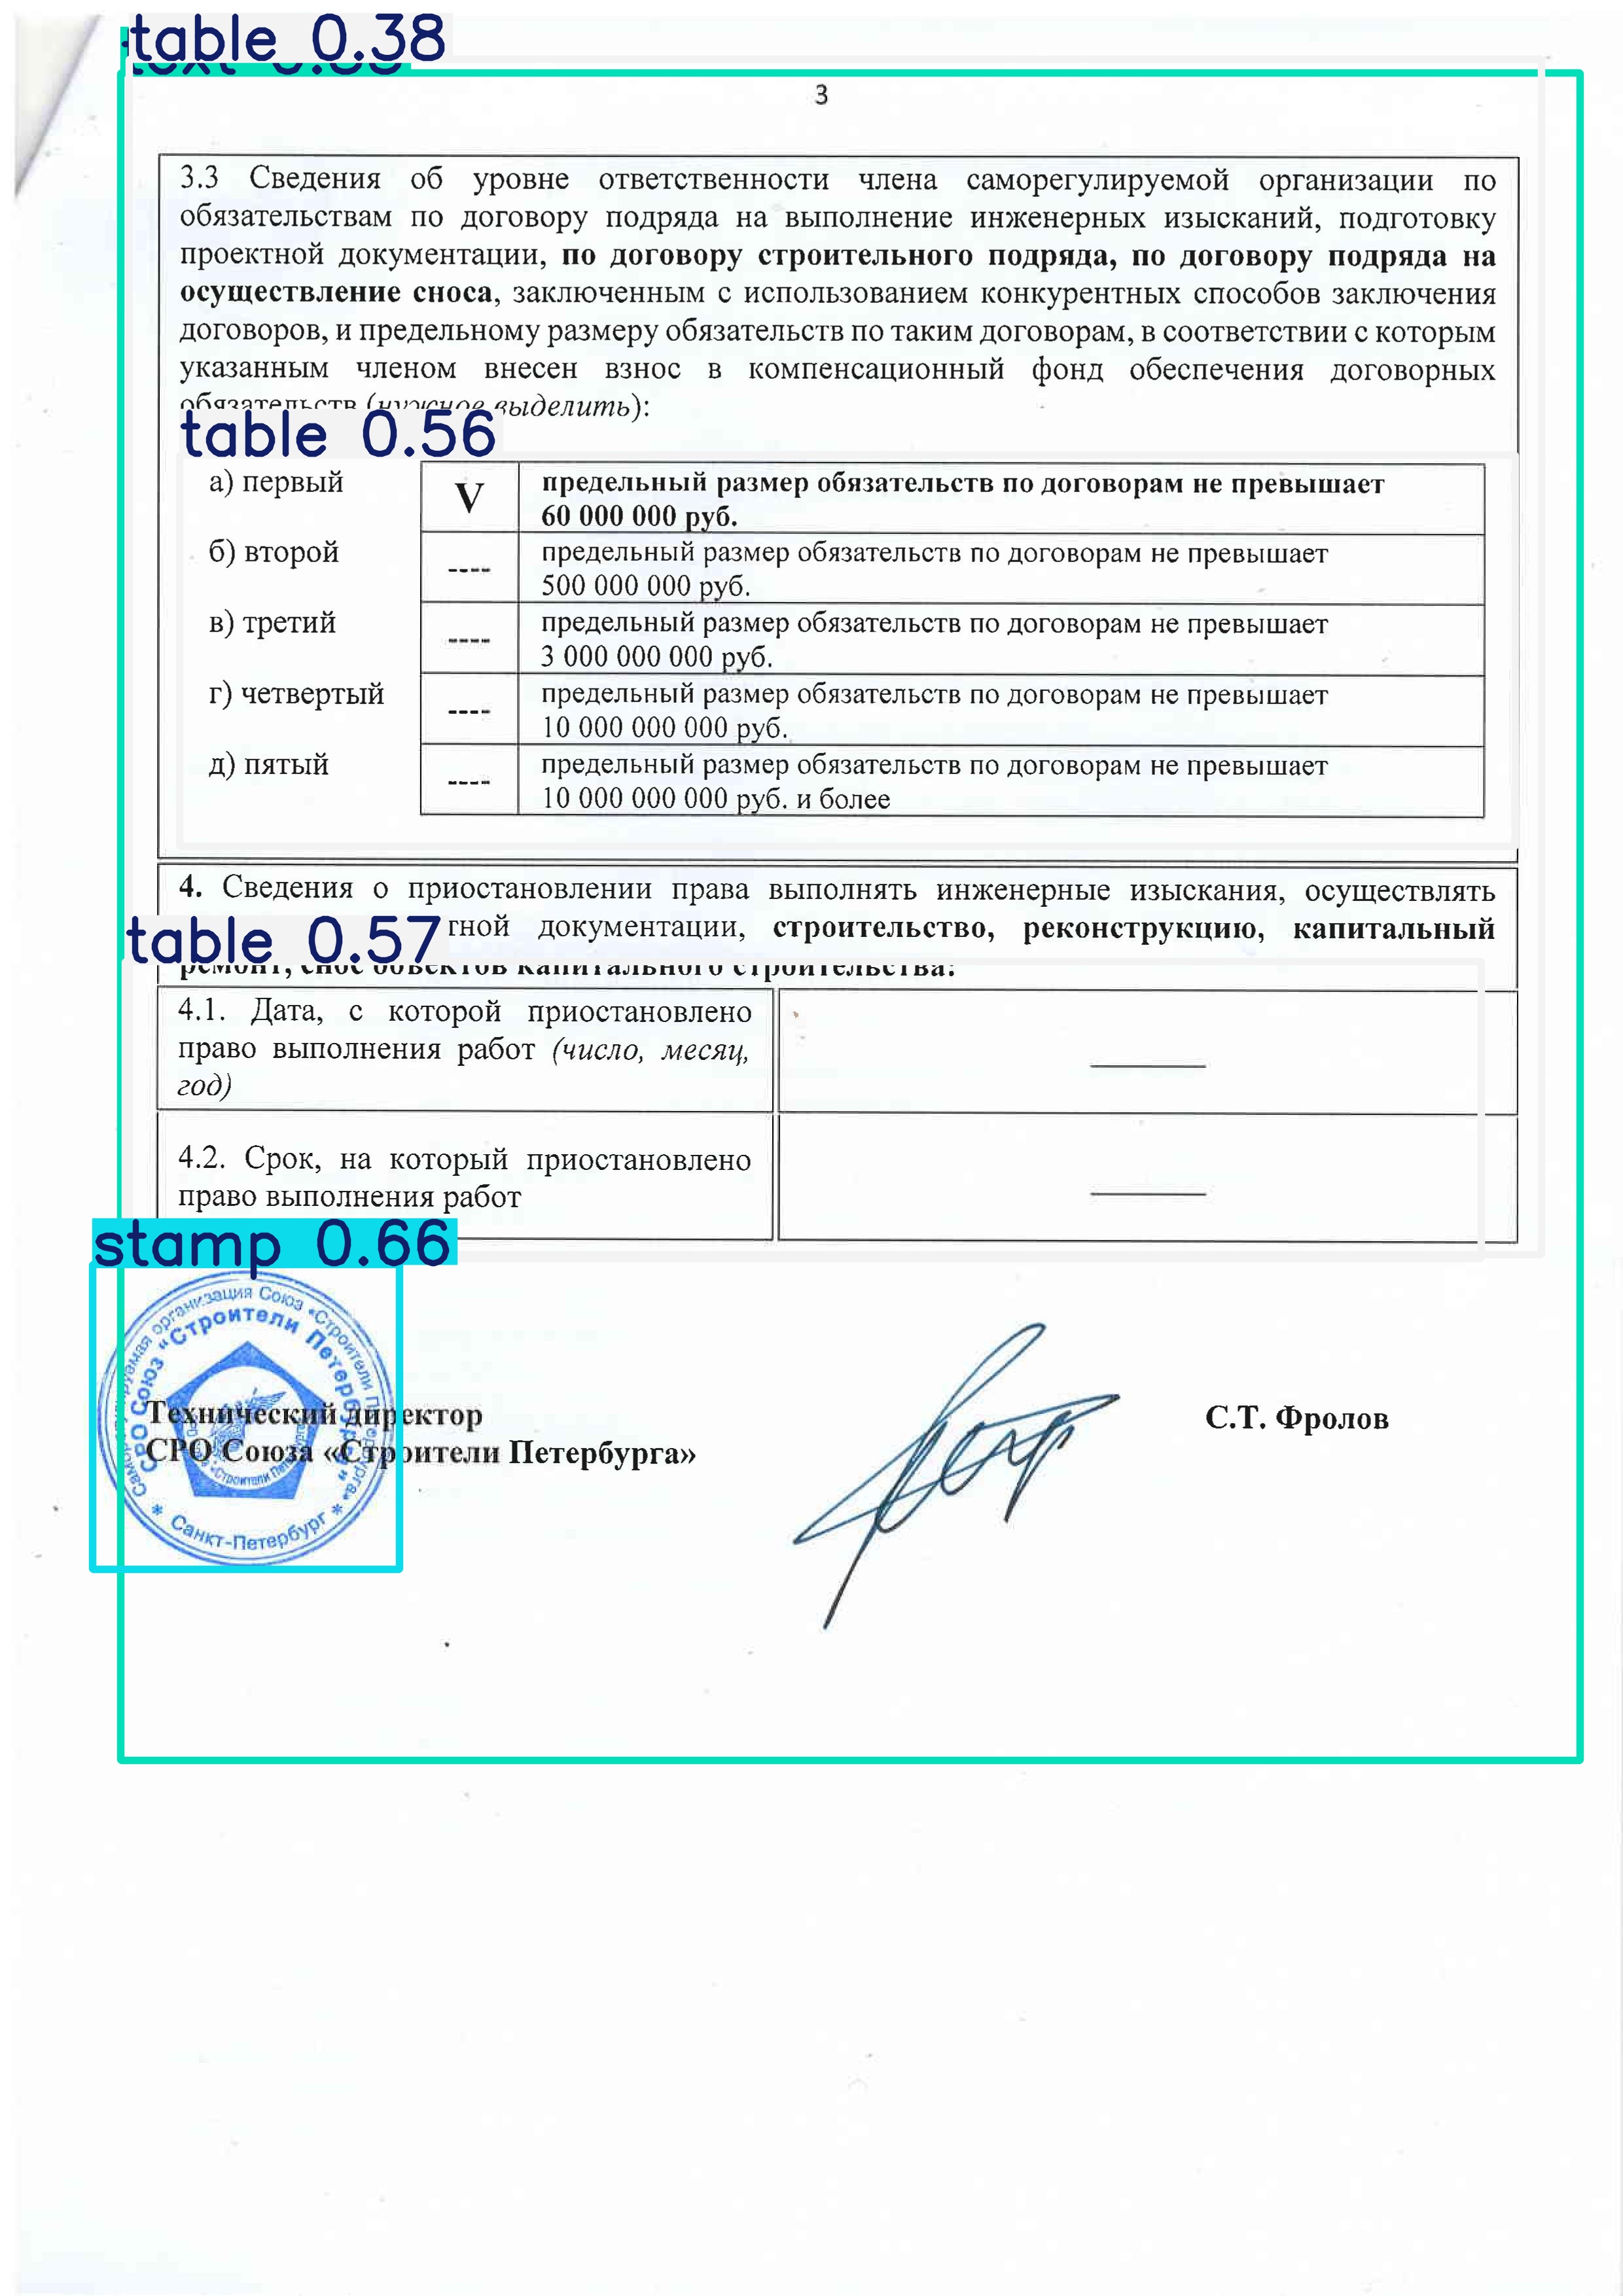 table 0.38
3
3.3 Сведения об уровне ответственности члена саморегулируемой организации по
обязательствам по договору подряда на выполнение инженерных изысканий, подготовку
проектной документации, по договору строительного подряда, по договору подряда на
осуществление сноса, заключенным с использованием конкурентных способов заключения
договоров, и предельному размеру обязательств по таким договорам, в соответствии с которым
указанным членом внесен взнос в компенсационный фонд обеспечения договорных
обязательств (нужное выделить):
table 0.56
а) первый V предельный размер обязательств по договорам не превышает
60 000 000 руб.
б) второй ---- предельный размер обязательств по договорам не превышает
500 000 000 руб.
в) третий ---- предельный размер обязательств по договорам не превышает
3 000 000 000 руб.
г) четвертый ---- предельный размер обязательств по договорам не превышает
10 000 000 000 руб.
д) пятый ---- предельный размер обязательств по договорам не превышает
10 000 000 000 руб. и более
4. Сведения о приостановлении права выполнять инженерные изыскания, осуществлять
table 0.57 документации, строительство, реконструкцию, капитальный
ремонт, снос объектов капитального строительства:
4.1. Дата, с которой приостановлено
право выполнения работ (число, месяц,
год)
4.2. Срок, на который приостановлено
право выполнения работ
stamp 0.66
Саморегулируемая организация Союз «Строители Петербурга»
СРО Союз "Строители Петербурга"
* Санкт-Петербург *
Технический директор
СРО Союза «Строители Петербурга»
С.Т. Фролов